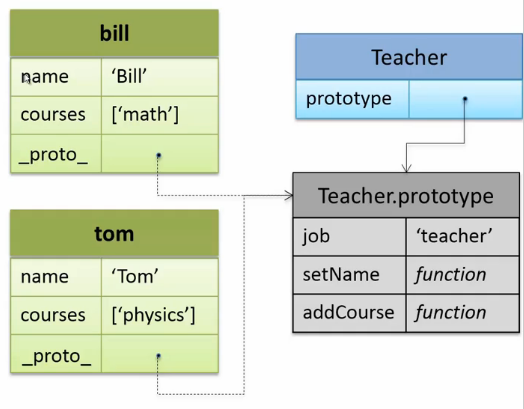 bill
name 'Bill'
courses ['math']
_proto_
tom
name 'Tom'
courses ['physics']
_proto_
Teacher
prototype
Teacher.prototype
job 'teacher'
setName function
addCourse function